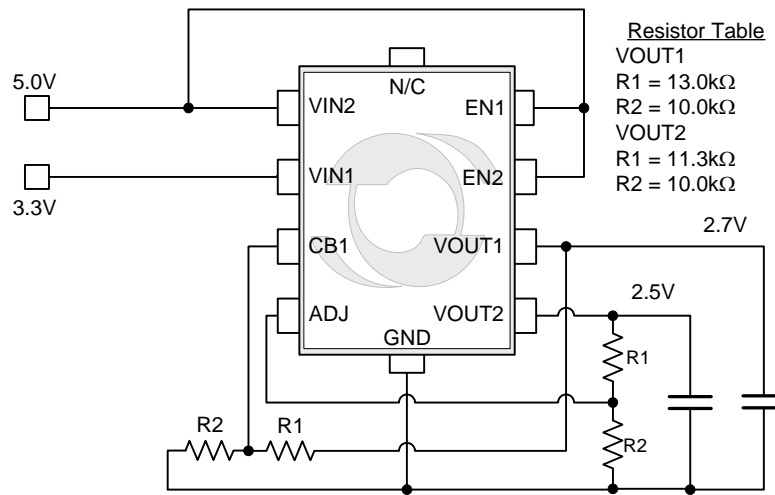 Resistor Table
VOUT1
R1 = 13.0kΩ
R2 = 10.0kΩ
VOUT2
R1 = 11.3kΩ
R2 = 10.0kΩ
5.0V
3.3V
N/C
VIN2
EN1
VIN1
EN2
CB1
VOUT1
2.7V
ADJ
VOUT2
2.5V
GND
R1
R2
R1
R2